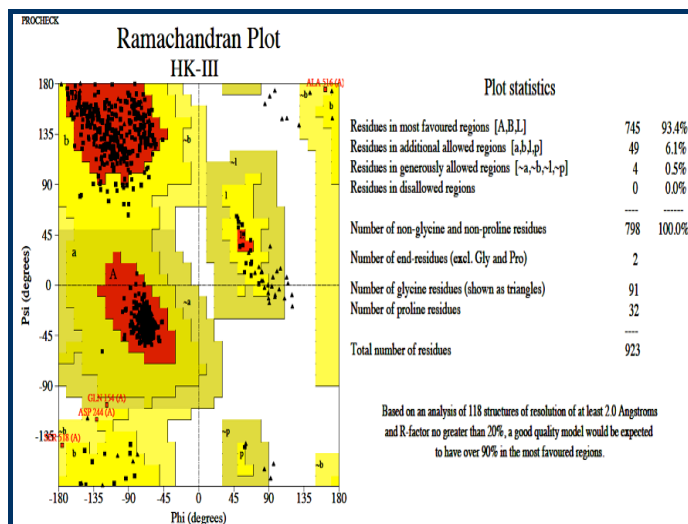 PROCHECK
Ramachandran Plot
HK-III
Plot statistics
Residues in most favoured regions [A,B,L] 745 93.4%
Residues in additional allowed regions [a,b,l,p] 49 6.1%
Residues in generously allowed regions [~a,~b,~l,~p] 4 0.5%
Residues in disallowed regions 0 0.0%
---- ------
Number of non-glycine and non-proline residues 798 100.0%
Number of end-residues (excl. Gly and Pro) 2
Number of glycine residues (shown as triangles) 91
Number of proline residues 32
----
Total number of residues 923
Based on an analysis of 118 structures of resolution of at least 2.0 Angstroms
and R-factor no greater than 20%, a good quality model would be expected
to have over 90% in the most favoured regions.
ALA 516 (A)
180
135
90
45
0
-45
-90
-135
Psi (degrees)
b
~b
~b
b
~l
l
a
A
~a
GLN 154 (A)
ASP 244 (A)
518 (A)
~b
b
~p
p
~b
-180 -135 -90 -45 0 45 90 135 180
Phi (degrees)